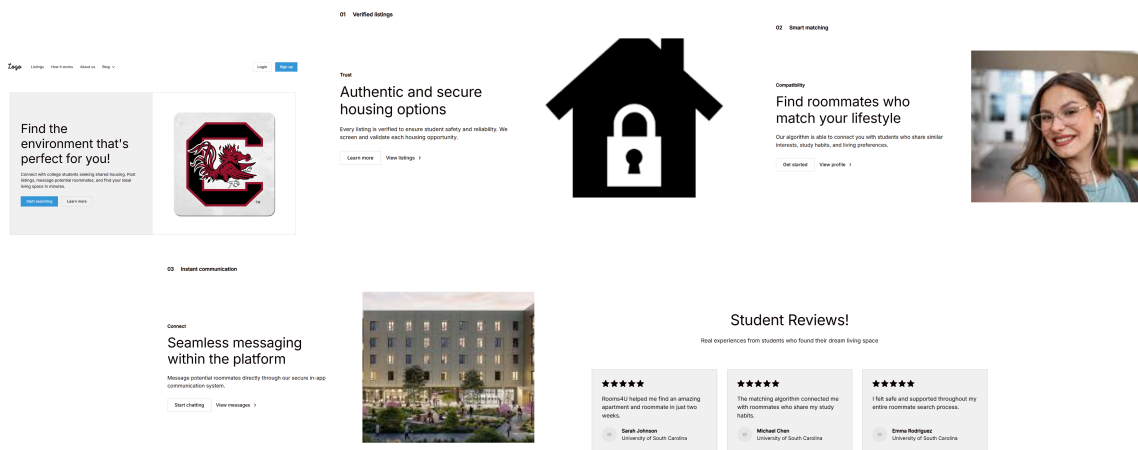 Logo
Listings
How it works
About us
Blog
Login
Sign up
Find the
environment that's
perfect for you!
Connect with college students seeking shared housing. Post
listings, message potential roommates, and find your ideal
living space in minutes.
Start searching
Learn more
TM
01 Verified listings
Trust
Authentic and secure
housing options
Every listing is verified to ensure student safety and reliability. We
screen and validate each housing opportunity.
Learn more
View listings
02 Smart matching
Compatibility
Find roommates who
match your lifestyle
Our algorithm is able to connect you with students who share similar
interests, study habits, and living preferences.
Get started
View profile
03 Instant communication
Connect
Seamless messaging
within the platform
Message potential roommates directly through our secure in-app
communication system.
Start chatting
View messages
Student Reviews!
Real experiences from students who found their dream living space
Rooms4U helped me find an amazing
apartment and roommate in just two
weeks.
Sarah Johnson
University of South Carolina
The matching algorithm connected me
with roommates who share my study
habits.
Michael Chen
University of South Carolina
I felt safe and supported throughout my
entire roommate search process.
Emma Rodriguez
University of South Carolina